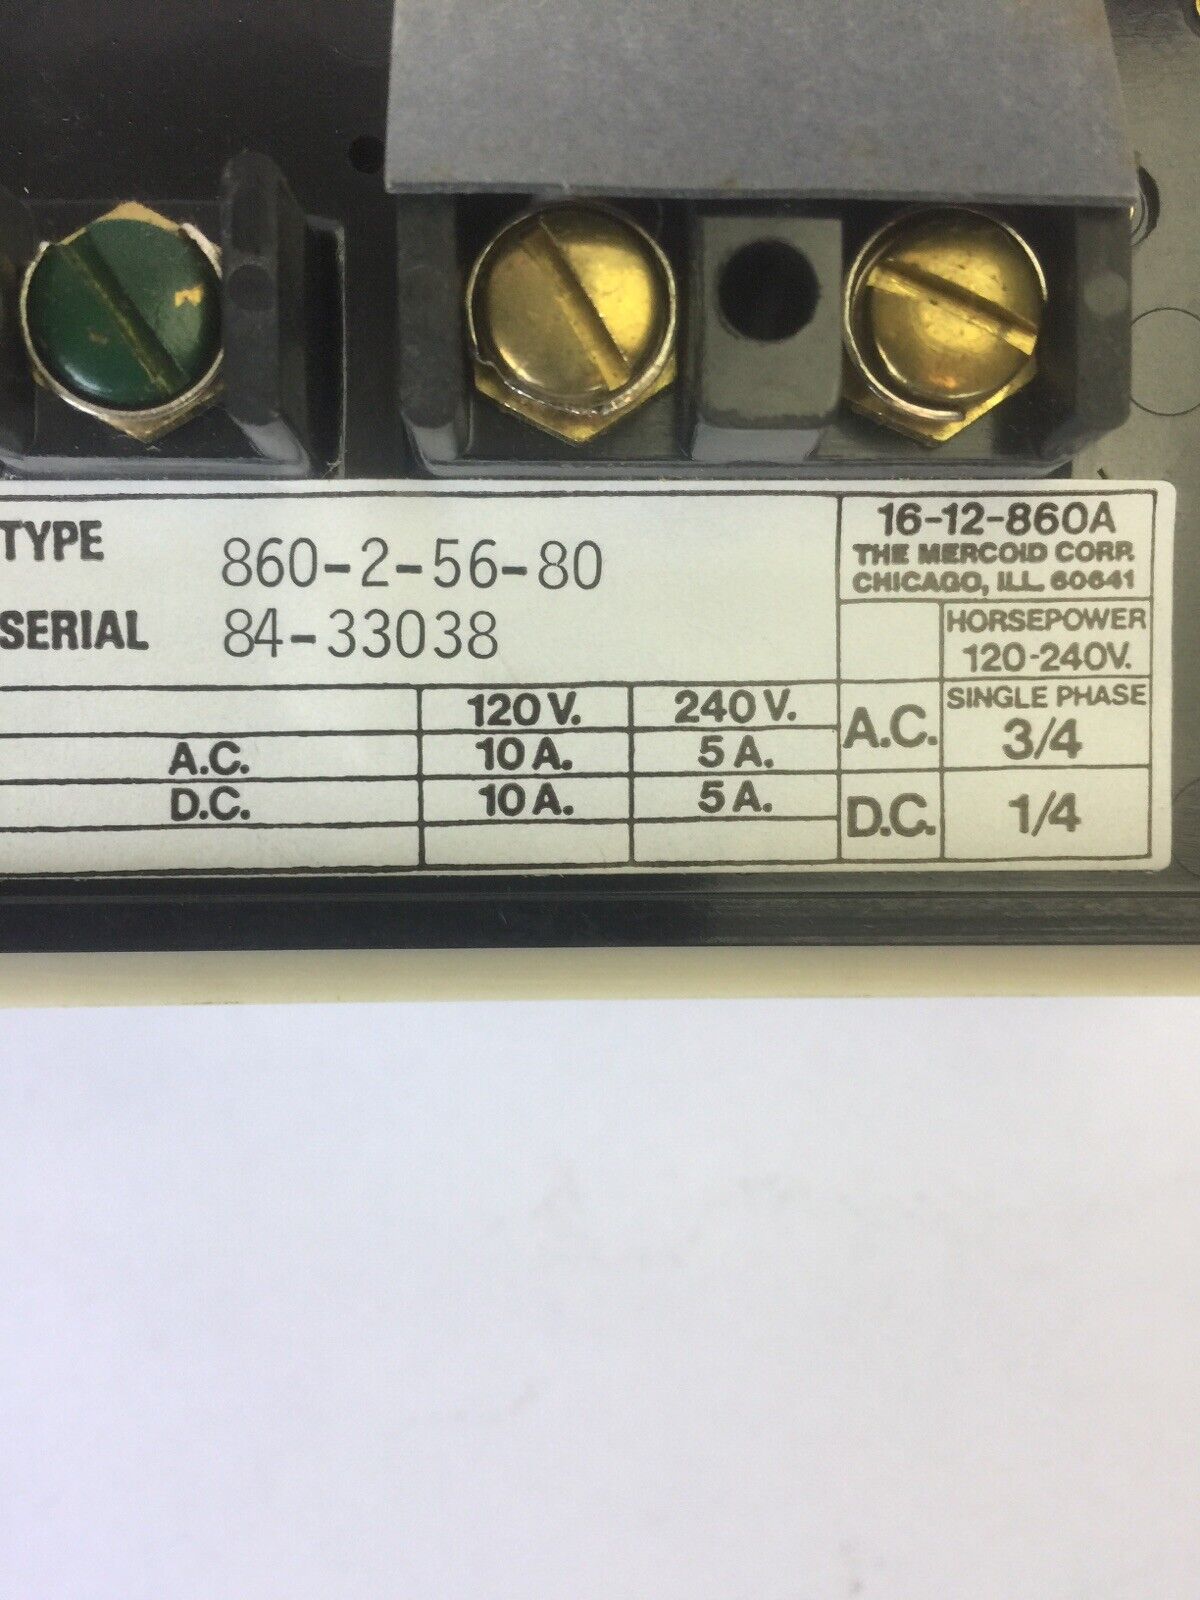 TYPE 860-2-56-80
SERIAL 84-33038
16-12-860A
THE MERCOID CORP.
CHICAGO, ILL. 60641
HORSEPOWER
120-240V.
120 V. 240 V.
A.C. 10 A. 5 A.
D.C. 10 A. 5 A.
A.C. SINGLE PHASE
3/4
D.C. 1/4